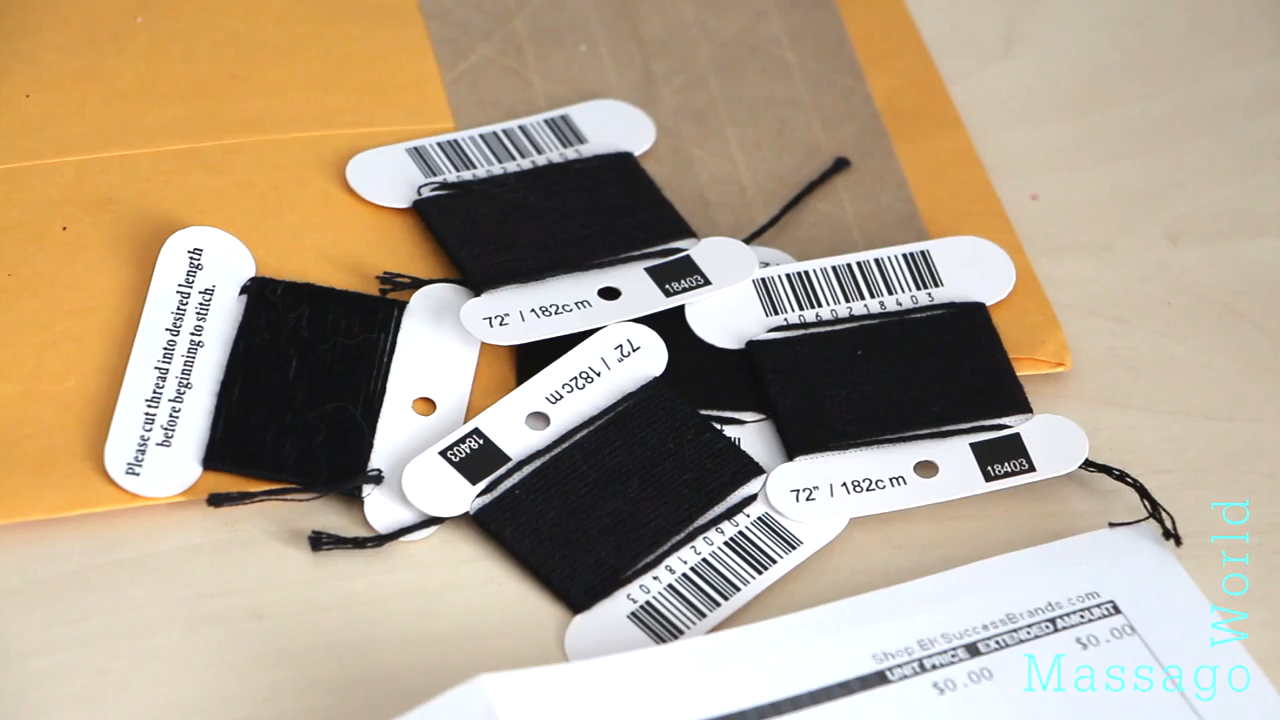 1060218403
72" / 182cm
18403
Please cut thread into desired length
before beginning to stitch.
1060218403
72" / 182cm
18403
72" / 182cm
18403
1060218403
Shop.EKSuccessBrands.com
UNIT PRICE EXTENDED AMOUNT
$0.00
$0.00
Massago
World